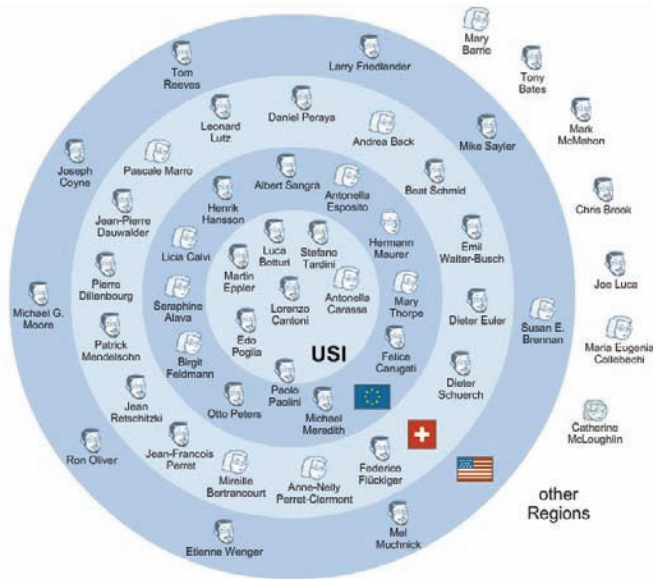 Mary
Barrie
Tom
Reeves
Larry Friedlander
Tony
Bates
Mark
McMahon
Leonard
Lutz
Daniel Peraya
Andrea Back
Mike Sayler
Joseph
Coyne
Pascale Marro
Albert Sangrà
Antonella
Esposito
Beat Schmid
Chris Brook
Henrik
Hansson
Jean-Pierre
Dauwalder
Licia Calvi
Luca
Botturi
Stefano
Tardini
Hermann
Maurer
Emil
Walter-Busch
Martin
Eppler
Joe Luca
Pierre
Dillenbourg
Seraphine
Alava
Lorenzo
Cantoni
Antonella
Carassa
Mary
Thorpe
Dieter Euler
Michael G.
Moore
Susan E.
Brennan
Patrick
Mendelsohn
Edo
Poglia
USI
Maria Eugenia
Collebechi
Birgit
Feldmann
Felice
Carugati
Paolo
Paolini
Dieter
Schuerch
Jean
Retschitzki
Otto Peters
Michael
Meredith
Catherine
McLoughlin
Ron Oliver
Jean-François
Perret
Mireille
Bertrancourt
Anne-Nelly
Perret-Clermont
Federico
Flückiger
other
Regions
Etienne Wenger
Mel
Muchnick